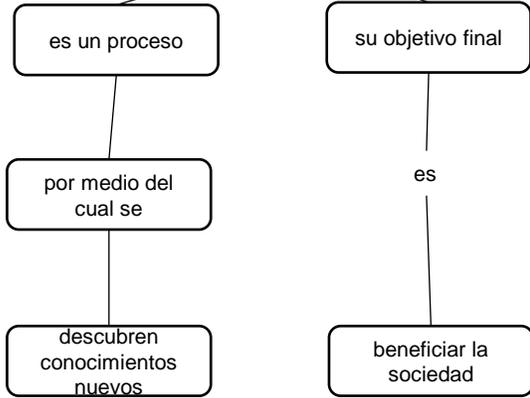 es un proceso
por medio del
cual se
descubren
conocimientos
nuevos
su objetivo final
es
beneficiar la
sociedad